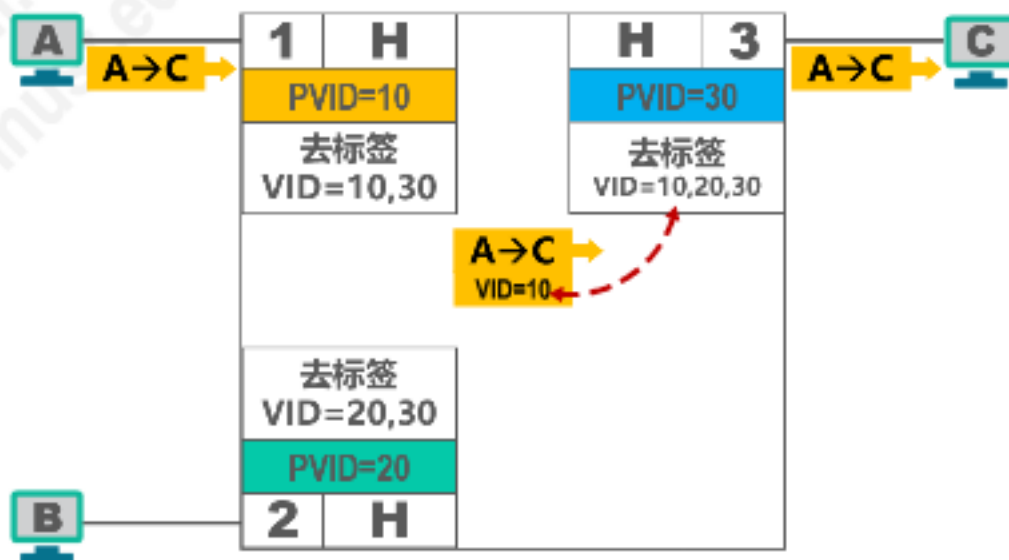 A
A→C
1 H
PVID=10
去标签
VID=10,30
H 3
PVID=30
去标签
VID=10,20,30
A→C
C
A→C
VID=10
去标签
VID=20,30
PVID=20
2 H
B